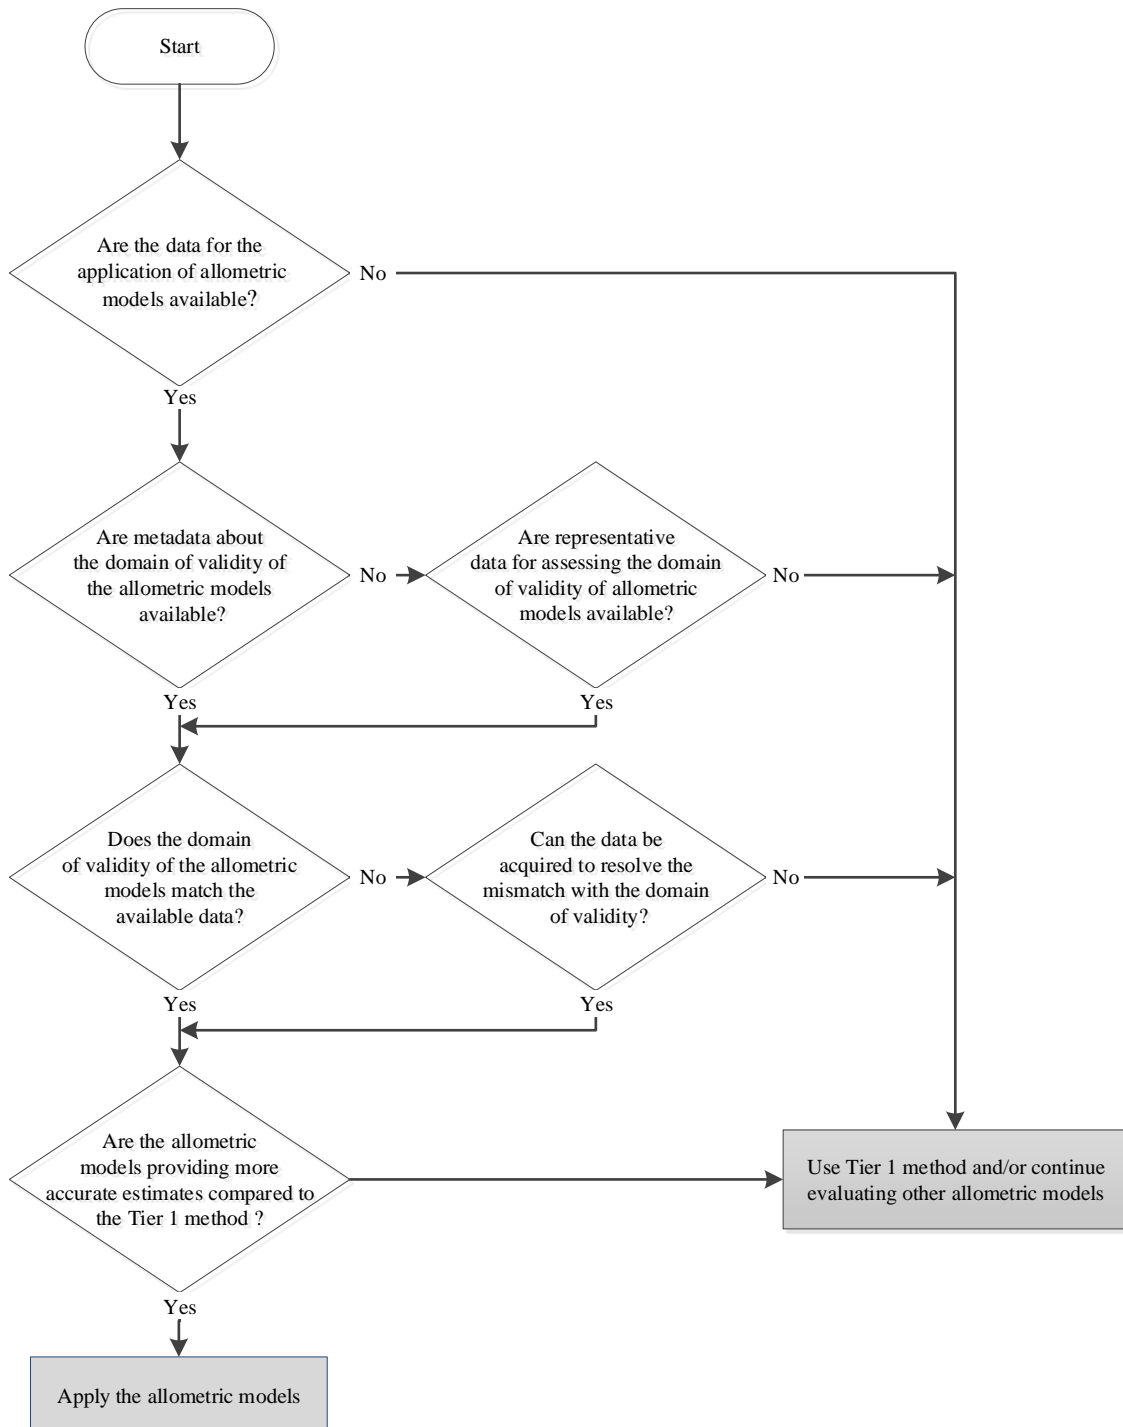 Start
Are the data for the
application of allometric
models available?
No
Yes
Are metadata about
the domain of validity of
the allometric models
available?
No
Are representative
data for assessing the domain
of validity of allometric
models available?
No
Yes
Yes
Does the domain
of validity of the allometric
models match the
available data?
No
Can the data be
acquired to resolve the
mismatch with the domain
of validity?
No
Yes
Yes
Are the allometric
models providing more
accurate estimates compared to
the Tier 1 method ?
Use Tier 1 method and/or continue
evaluating other allometric models
Yes
Apply the allometric models